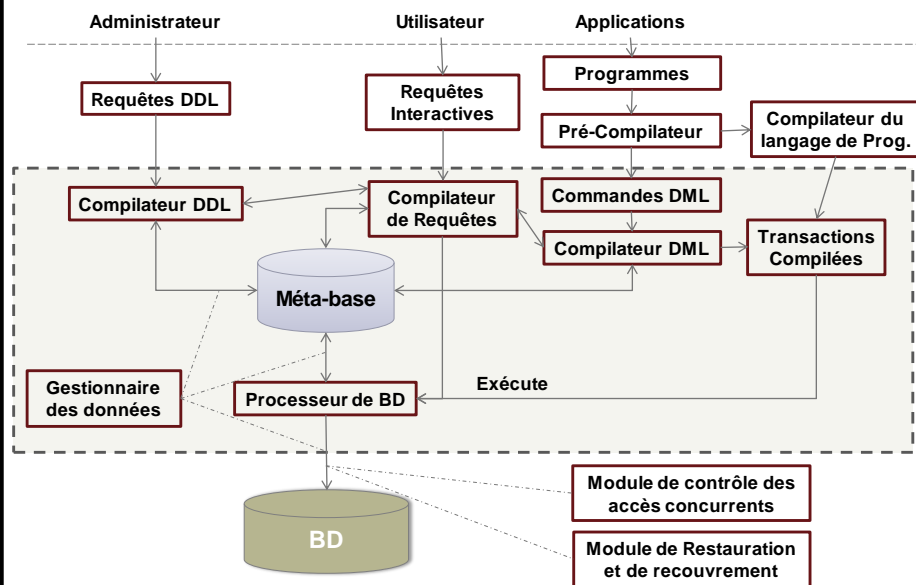 Administrateur
Utilisateur
Applications
Requêtes DDL
Requêtes
Interactives
Programmes
Pré-Compilateur
Compilateur du
langage de Prog.
Compilateur DDL
Compilateur
de Requêtes
Commandes DML
Compilateur DML
Transactions
Compilées
Méta-base
Gestionnaire
des données
Processeur de BD
Exécute
BD
Module de contrôle des
accès concurrents
Module de Restauration
et de recouvrement